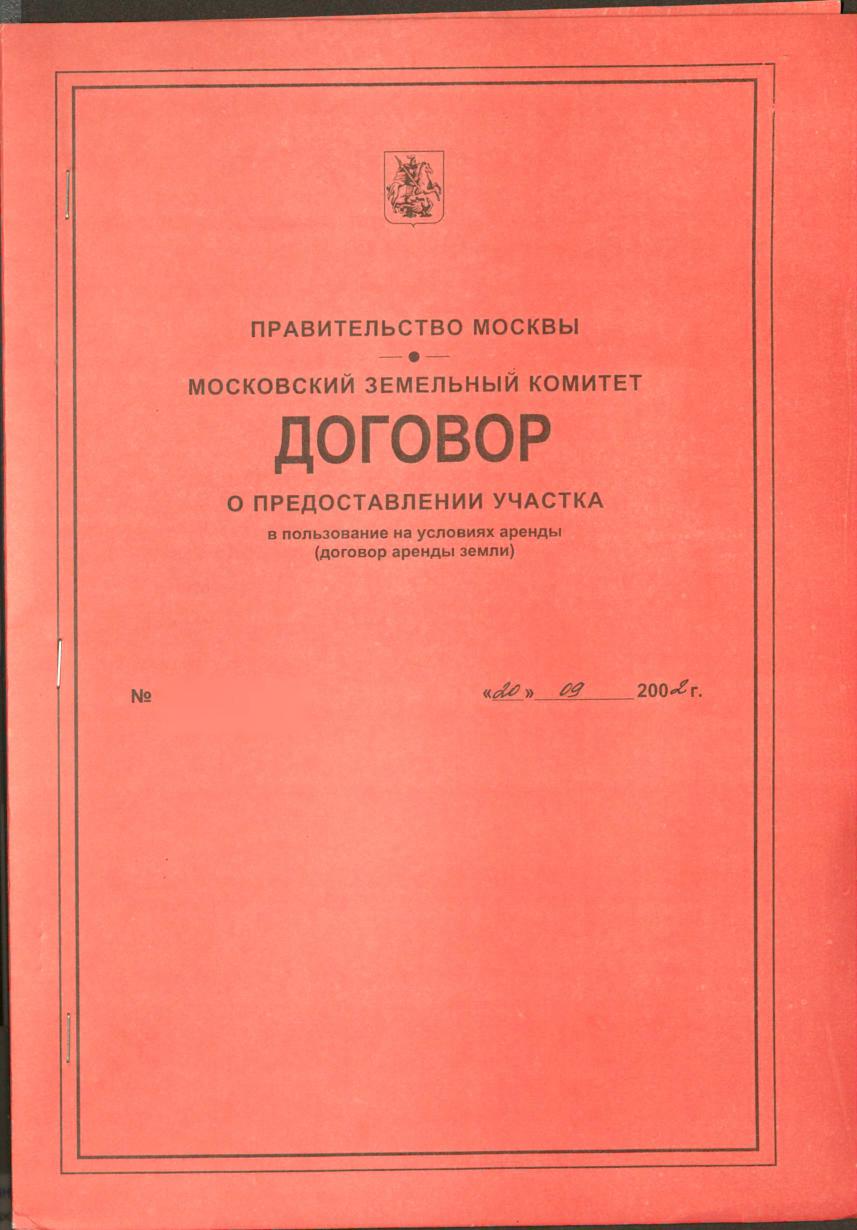 ПРАВИТЕЛЬСТВО МОСКВЫ
МОСКОВСКИЙ ЗЕМЕЛЬНЫЙ КОМИТЕТ
ДОГОВОР
О ПРЕДОСТАВЛЕНИИ УЧАСТКА
в пользование на условиях аренды
(договор аренды земли)
№ «20» 09 2002 г.